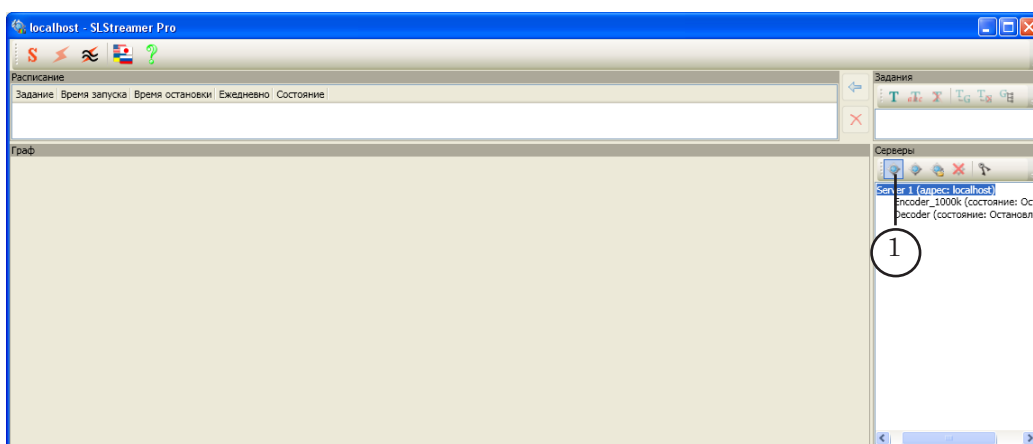 localhost - SLStreamer Pro
Расписание
Задание Время запуска Время остановки Ежедневно Состояние
Задания
Граф
Серверы
Server 1 (адрес: localhost)
Encoder_1000k (состояние: Ос
Decoder (состояние: Остановл
1